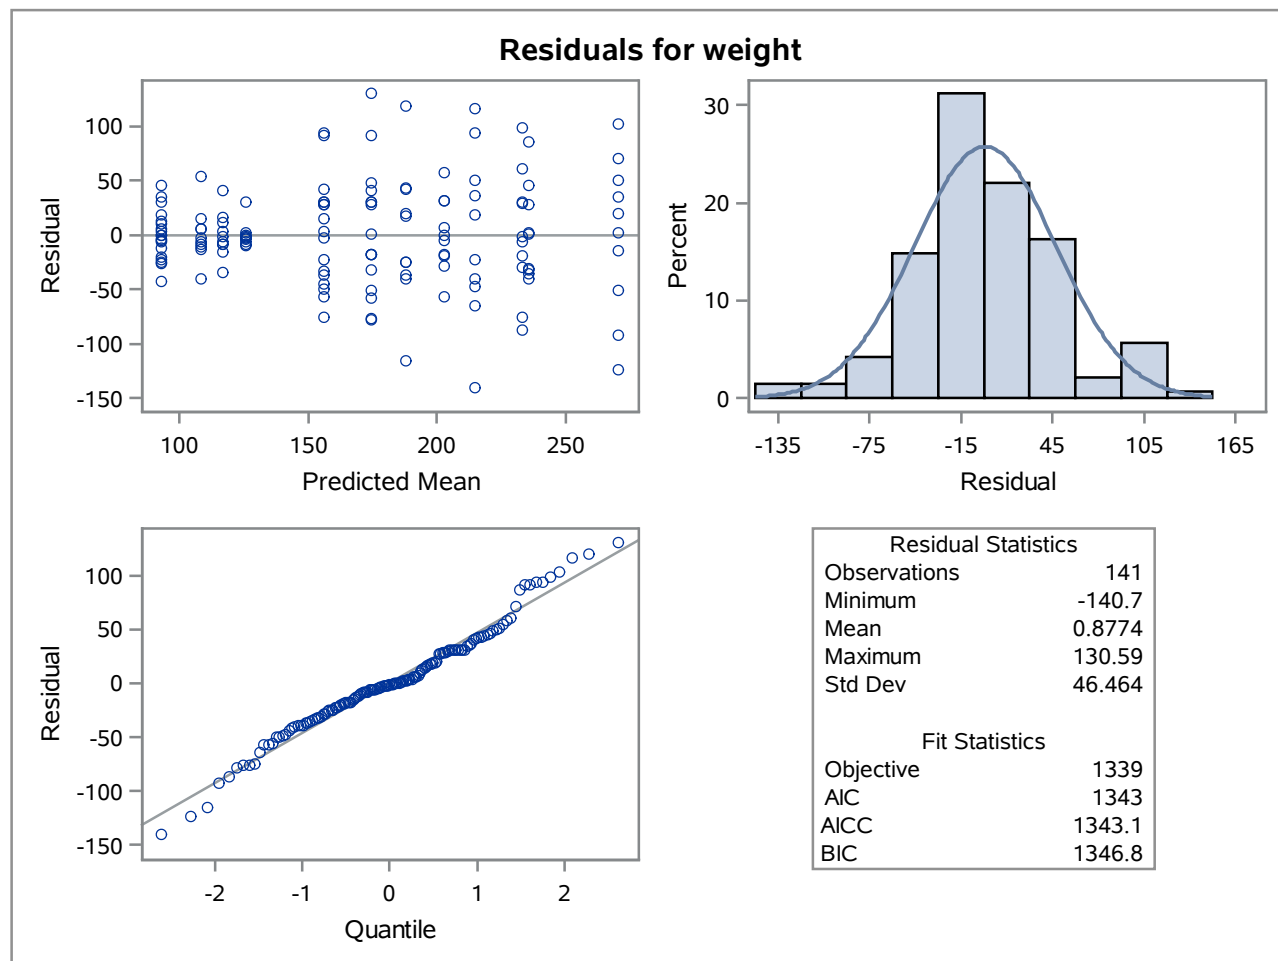 Residuals for weight
100
50
0
-50
-100
-150
Residual
100 150 200 250
Predicted Mean
30
20
10
0
Percent
-135 -75 -15 45 105 165
Residual
100
50
0
-50
-100
-150
Residual
-2 -1 0 1 2
Quantile
Residual Statistics
Observations 141
Minimum -140.7
Mean 0.8774
Maximum 130.59
Std Dev 46.464
Fit Statistics
Objective 1339
AIC 1343
AICC 1343.1
BIC 1346.8